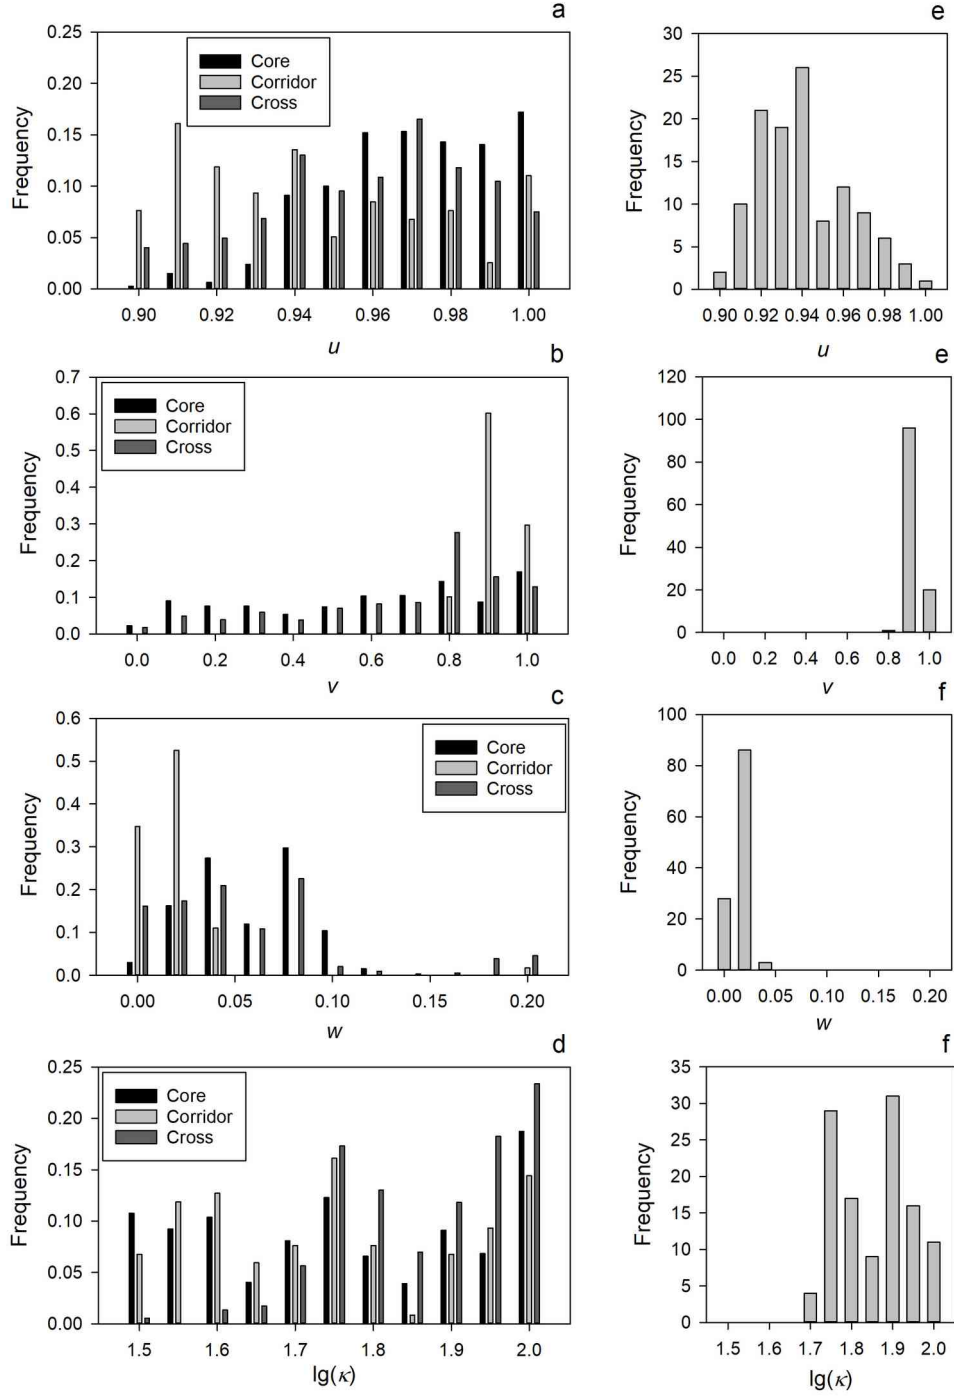 a
0.25
0.20
0.15
0.10
0.05
0.00
Frequency
Core
Corridor
Cross
0.90 0.92 0.94 0.96 0.98 1.00
u
e
30
25
20
15
10
5
0
Frequency
0.90 0.92 0.94 0.96 0.98 1.00
u
b
0.7
0.6
0.5
0.4
0.3
0.2
0.1
0.0
Frequency
Core
Corridor
Cross
0.0 0.2 0.4 0.6 0.8 1.0
v
e
120
100
80
60
40
20
0
Frequency
0.0 0.2 0.4 0.6 0.8 1.0
v
c
0.6
0.5
0.4
0.3
0.2
0.1
0.0
Frequency
Core
Corridor
Cross
0.00 0.05 0.10 0.15 0.20
w
f
100
80
60
40
20
0
Frequency
0.00 0.05 0.10 0.15 0.20
w
d
0.25
0.20
0.15
0.10
0.05
0.00
Frequency
Core
Corridor
Cross
1.5 1.6 1.7 1.8 1.9 2.0
lg(κ)
f
35
30
25
20
15
10
5
0
Frequency
1.5 1.6 1.7 1.8 1.9 2.0
lg(κ)